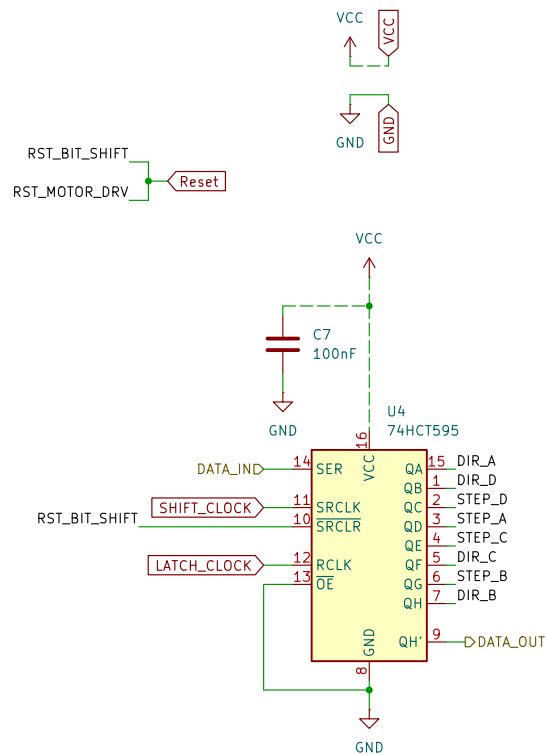 VCC
VCC
GND
GND
RST_BIT_SHIFT
Reset
RST_MOTOR_DRV
VCC
C7
100nF
GND
U4
74HCT595
16
VCC
DATA_IN 14 SER QA 15 DIR_A
QB 1 DIR_D
SHIFT_CLOCK 11 SRCLK QC 2 STEP_D
RST_BIT_SHIFT 10 SRCLR QD 3 STEP_A
QE 4 STEP_C
LATCH_CLOCK 12 RCLK QF 5 DIR_C
13 OE QG 6 STEP_B
QH 7 DIR_B
QH' 9 DATA_OUT
GND
8
GND